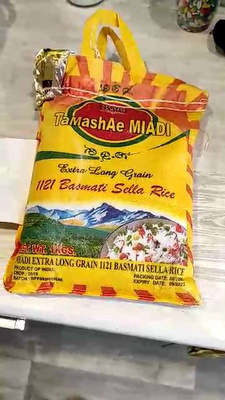 TaMashAe MIADI
Extra Long Grain
1121 Basmati Sella Rice
NET WT. 1KGS
MIADI EXTRA LONG GRAIN 1121 BASMATI SELLA RICE
PRODUCT OF INDIA
PACKING DATE
EXPIRY DATE